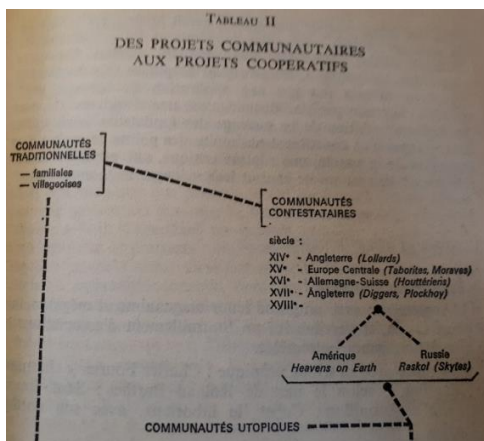 TABLEAU II
DES PROJETS COMMUNAUTAIRES
AUX PROJETS COOPERATIFS
COMMUNAUTÉS
TRADITIONNELLES
— familiales
— villageoises
COMMUNAUTÉS
CONTESTATAIRES
siècle :
XIVe - Angleterre (Lollards)
XVe - Europe Centrale (Taborites, Moraves)
XVIe - Allemagne-Suisse (Houttériens)
XVIIe - Angleterre (Diggers, Plockhoy)
XVIIIe -
Amérique
Heavens on Earth
Russie
Raskol (Skytes)
COMMUNAUTÉS UTOPIQUES